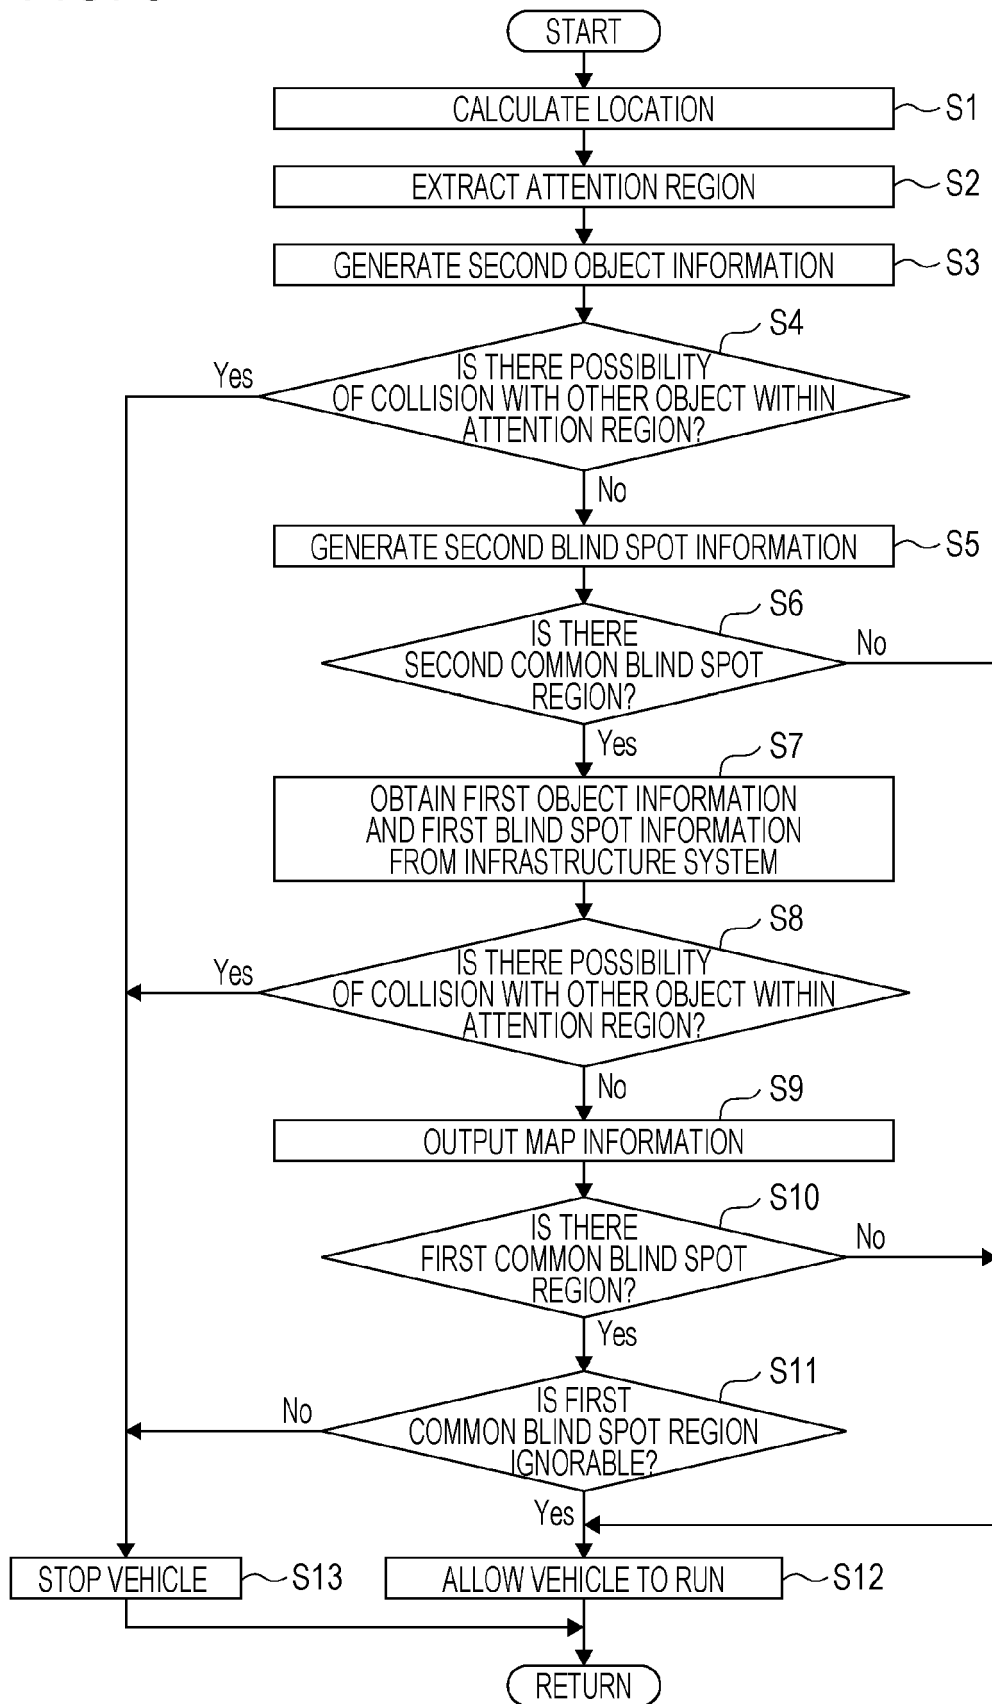 START
CALCULATE LOCATION
S1
EXTRACT ATTENTION REGION
S2
GENERATE SECOND OBJECT INFORMATION
S3
S4
IS THERE POSSIBILITY
OF COLLISION WITH OTHER OBJECT WITHIN
ATTENTION REGION?
Yes
No
GENERATE SECOND BLIND SPOT INFORMATION
S5
S6
IS THERE
SECOND COMMON BLIND SPOT
REGION?
No
Yes
S7
OBTAIN FIRST OBJECT INFORMATION
AND FIRST BLIND SPOT INFORMATION
FROM INFRASTRUCTURE SYSTEM
S8
IS THERE POSSIBILITY
OF COLLISION WITH OTHER OBJECT WITHIN
ATTENTION REGION?
Yes
No
S9
OUTPUT MAP INFORMATION
S10
IS THERE
FIRST COMMON BLIND SPOT
REGION?
No
Yes
S11
IS FIRST
COMMON BLIND SPOT REGION
IGNORABLE?
No
Yes
STOP VEHICLE
S13
ALLOW VEHICLE TO RUN
S12
RETURN